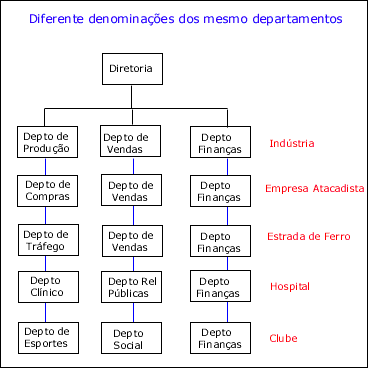 Diferente denominações dos mesmo departamentos
Diretoria
Depto de
Produção
Depto de
Vendas
Depto
Finanças
Indústria
Depto de
Compras
Depto de
Vendas
Depto
Finanças
Empresa Atacadista
Depto de
Tráfego
Depto de
Vendas
Depto
Finanças
Estrada de Ferro
Depto
Clínico
Depto Rel
Públicas
Depto
Finanças
Hospital
Depto de
Esportes
Depto
Social
Depto
Finanças
Clube